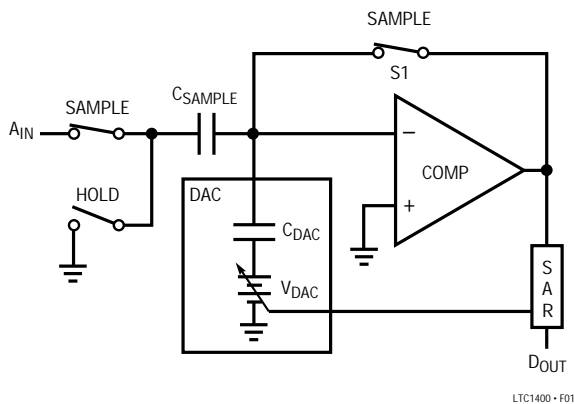 SAMPLE
S1
CSAMPLE
SAMPLE
AIN
HOLD
DAC
CDAC
VDAC
–
+
COMP
S
A
R
DOUT
LTC1400 • F01